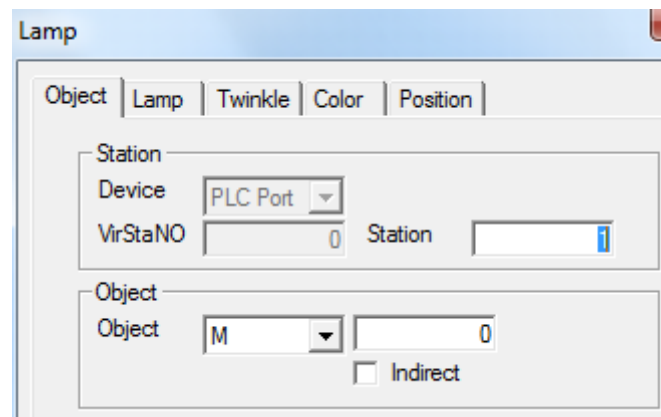 Lamp
Object Lamp Twinkle Color Position
Station
Device PLC Port
VirStaNO 0 Station 1
Object
Object M 0
Indirect